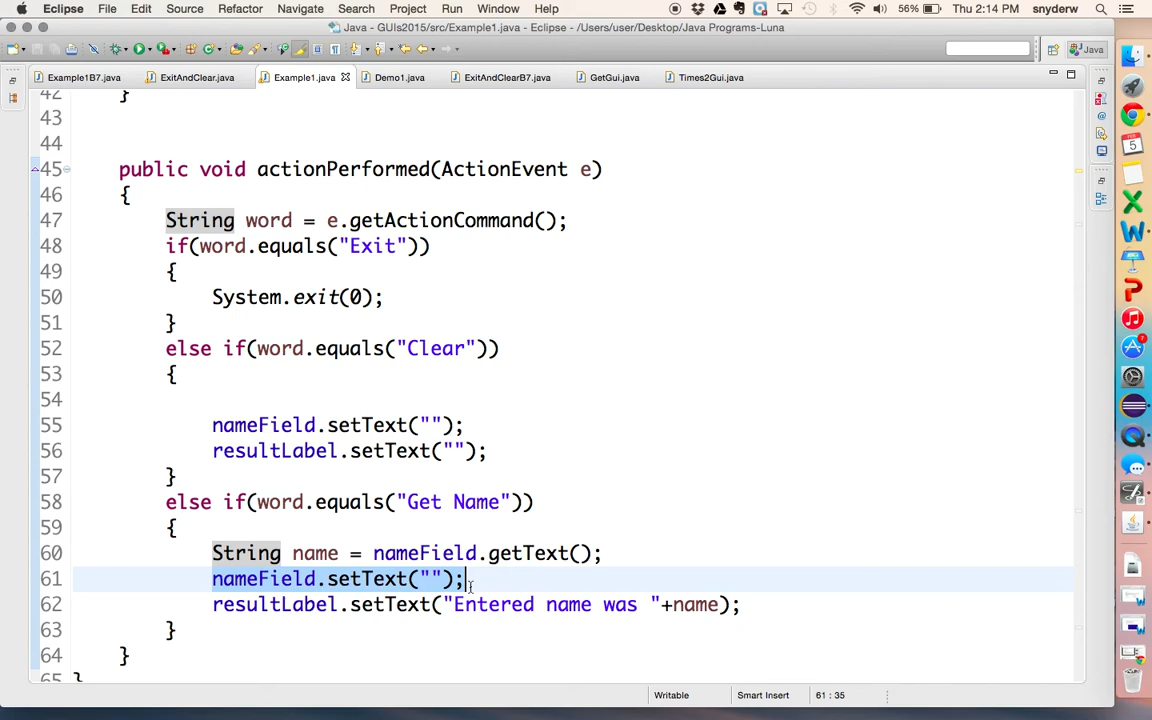 Eclipse File Edit Source Refactor Navigate Search Project Run Window Help 56% Thu 2:14 PM snyderw
Java - GUIs2015/src/Example1.java - Eclipse - /Users/user/Desktop/Java Programs-Luna
Java
Example1B7.java ExitAndClear.java Example1.java Demo1.java ExitAndClearB7.java GetGui.java Times2Gui.java
42 }
43
44
45 public void actionPerformed(ActionEvent e)
46 {
47 String word = e.getActionCommand();
48 if(word.equals("Exit"))
49 {
50 System.exit(0);
51 }
52 else if(word.equals("Clear"))
53 {
54
55 nameField.setText("");
56 resultLabel.setText("");
57 }
58 else if(word.equals("Get Name"))
59 {
60 String name = nameField.getText();
61 nameField.setText("");
62 resultLabel.setText("Entered name was "+name);
63 }
64 }
65 }
Writable Smart Insert 61 : 35